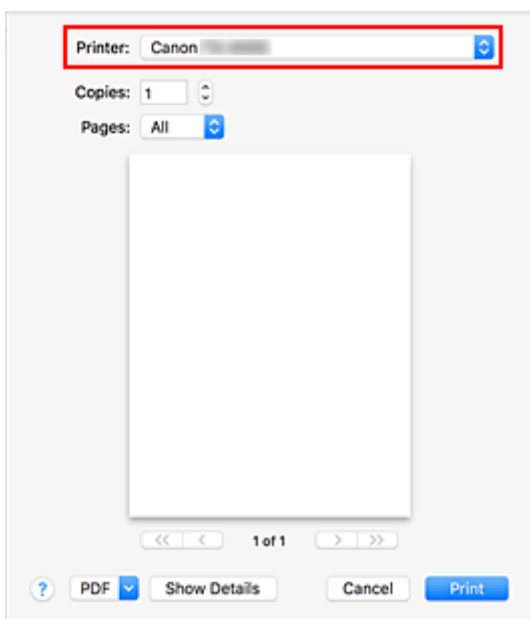 Printer: Canon
Copies: 1
Pages: All
<< < 1 of 1 > >>
? PDF Show Details Cancel Print